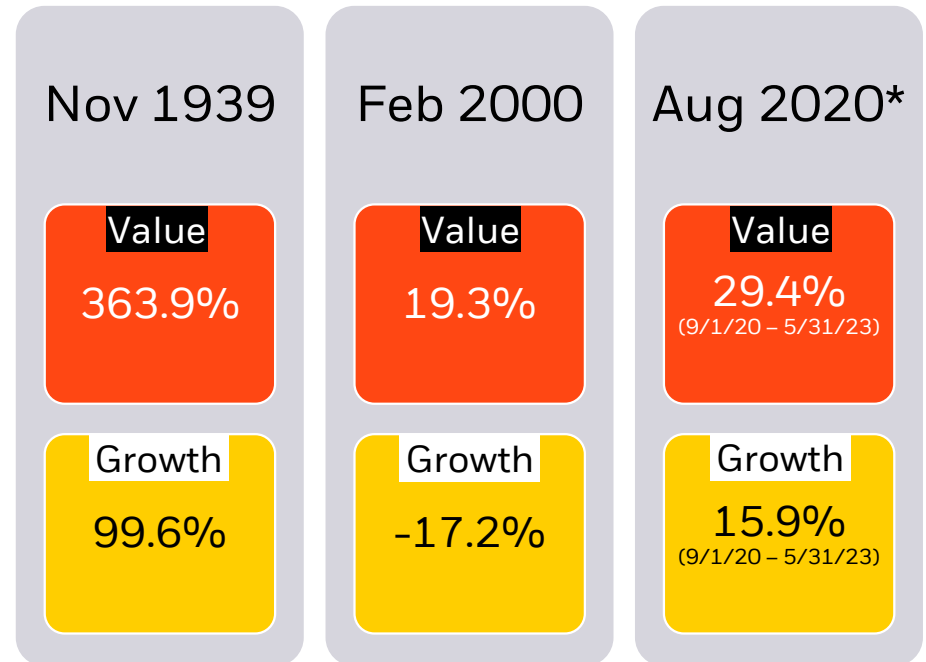 Nov 1939
Value
363.9%
Growth
99.6%
Feb 2000
Value
19.3%
Growth
-17.2%
Aug 2020*
Value
29.4%
(9/1/20 – 5/31/23)
Growth
15.9%
(9/1/20 – 5/31/23)